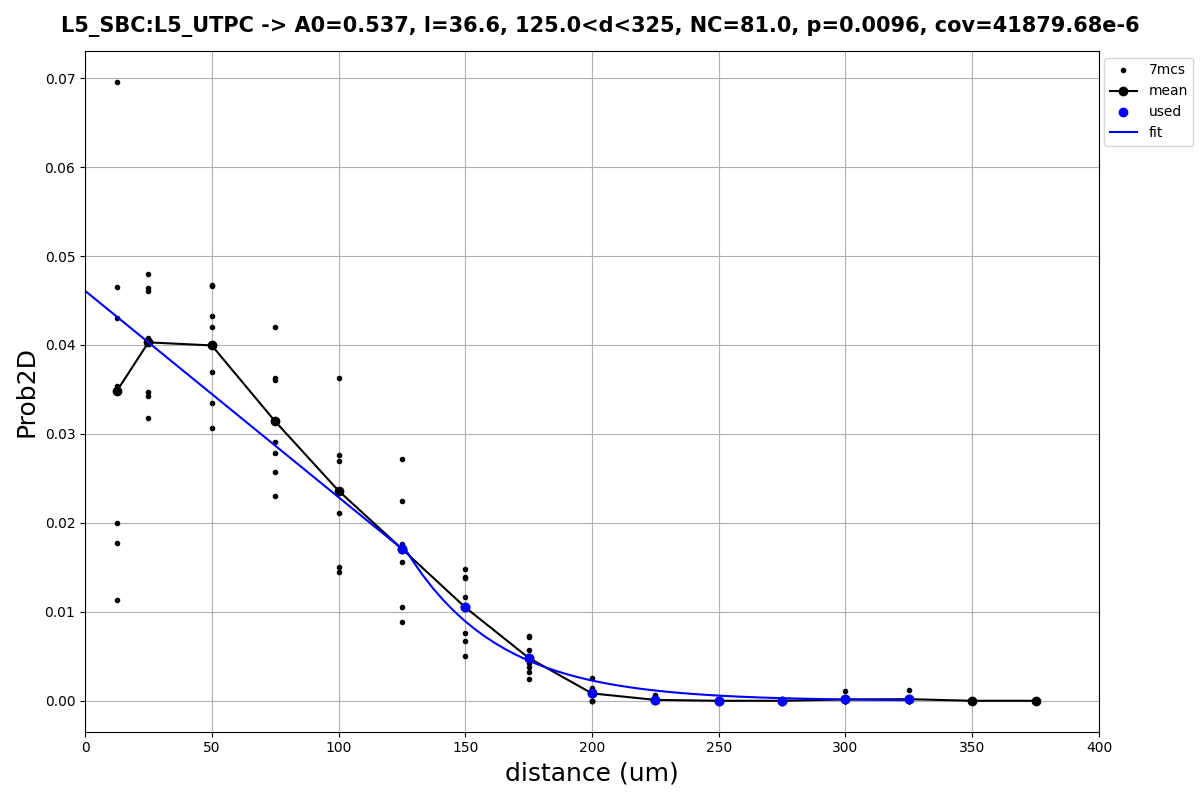 L5_SBC:L5_UTPC -> A0=0.537, l=36.6, 125.0<d<325, NC=81.0, p=0.0096, cov=41879.68e-6
7mcs
mean
used
fit
Prob2D
0.07
0.06
0.05
0.04
0.03
0.02
0.01
0.00
0 50 100 150 200 250 300 350 400
distance (um)